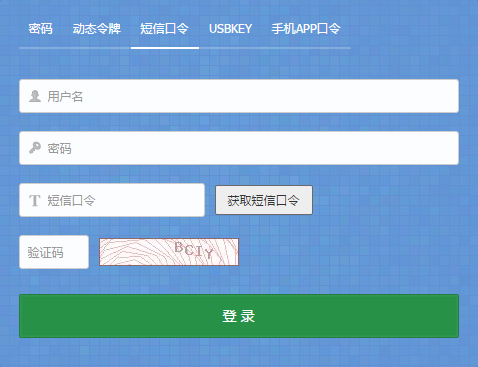 密码 动态令牌 短信口令 USBKEY 手机APP口令
用户名
密码
短信口令 获取短信口令
验证码 BCIY
登 录